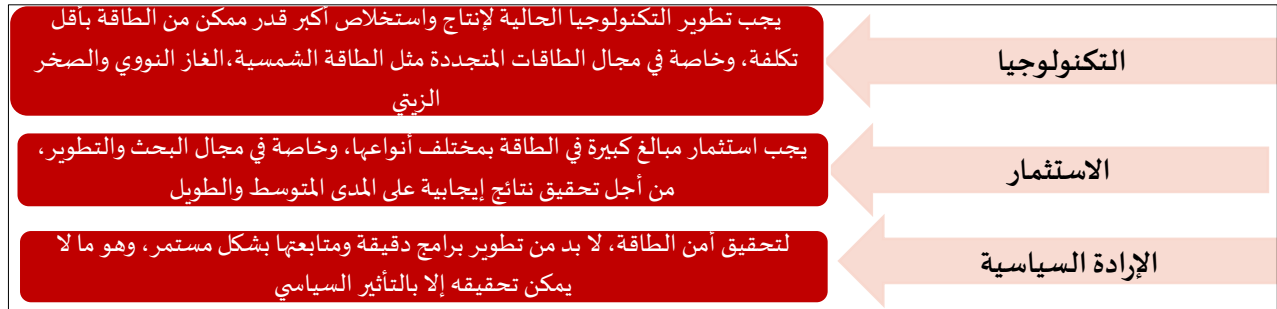 التكنولوجيا
يجب تطوير التكنولوجيا الحالية لإنتاج واستخلاص أكبر قدر ممكن من الطاقة بأقل
تكلفة، وخاصة في مجال الطاقات المتجددة مثل الطاقة الشمسية،الغاز النووي والصخر
الزيتي
الاستثمار
يجب استثمار مبالغ كبيرة في الطاقة بمختلف أنواعها، وخاصة في مجال البحث والتطوير،
من أجل تحقيق نتائج إيجابية على المدى المتوسط والطويل
الإرادة السياسية
لتحقيق أمن الطاقة، لا بد من تطوير برامج دقيقة ومتابعتها بشكل مستمر، وهو ما لا
يمكن تحقيقه إلا بالتأثير السياسي